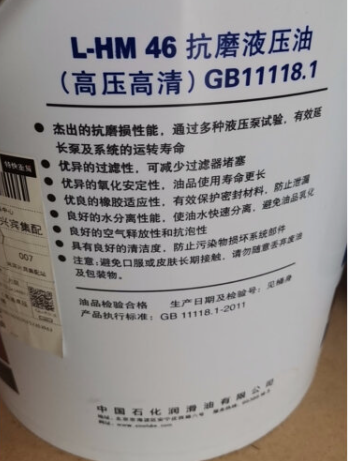 L-HM 46 抗磨液压油
(高压高清) GB11118.1
杰出的抗磨损性能,通过多种液压泵试验,有效延
长泵及系统的运转寿命
优异的过滤性,可减少过滤器堵塞
优异的氧化安定性,油品使用寿命更长
优良的橡胶适应性,有效保护密封材料,防止泄漏
良好的水分离性能,使油水快速分离,避免油品乳化
良好的空气释放性和抗泡性
具有良好的清洁度,防止污染物损坏系统部件
注意:避免口服或皮肤长期接触,请勿随意丢弃废油
及包装物。
油品检验合格 生产日期及检验号:见桶身
产品执行标准:GB 11118.1-2011
中国石化润滑油有限公司
特快
兴宾集配
007